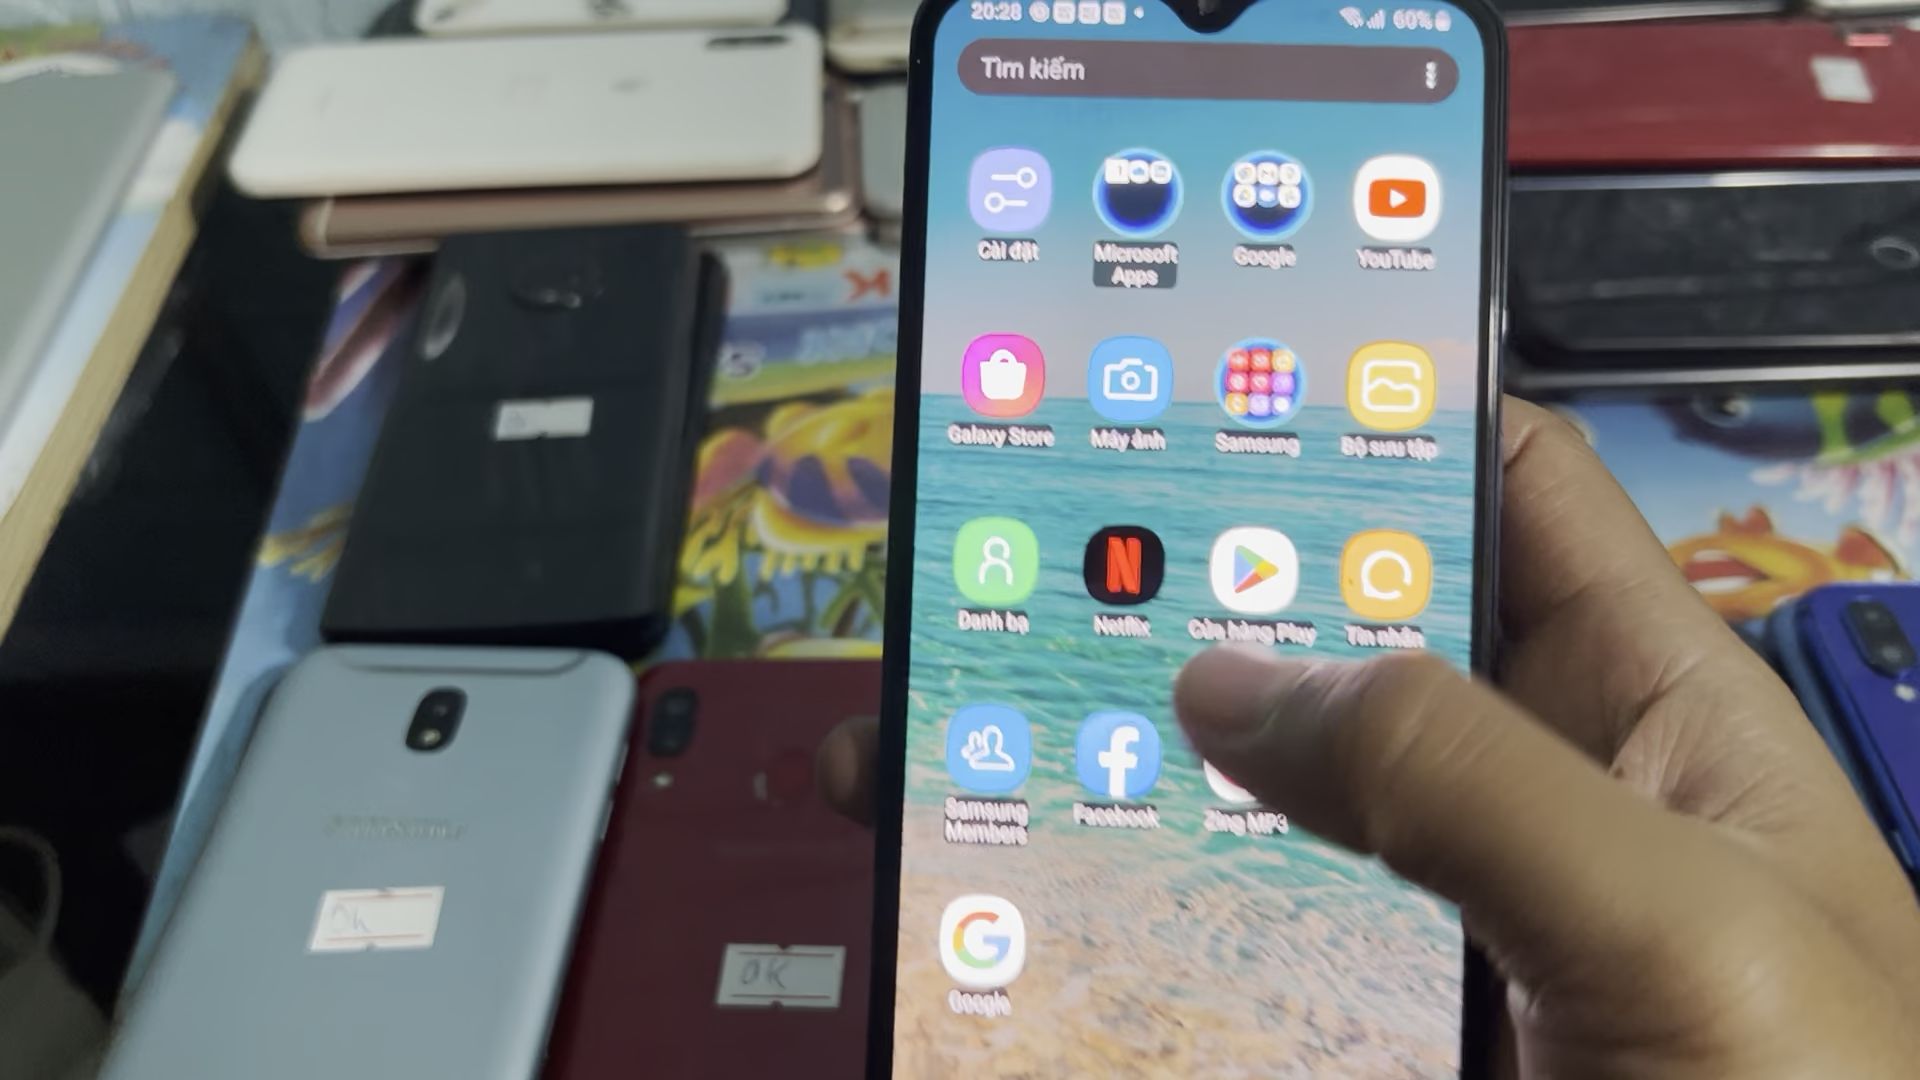 20:28
60%
Tìm kiếm
Cài đặt
Microsoft
Apps
Google
YouTube
Galaxy Store
Máy ảnh
Samsung
Bộ sưu tập
Danh bạ
Netflix
Cửa hàng Play
Tin nhắn
Samsung
Members
Facebook
Zing MP3
Google
SAMSUNG
Ok
OK